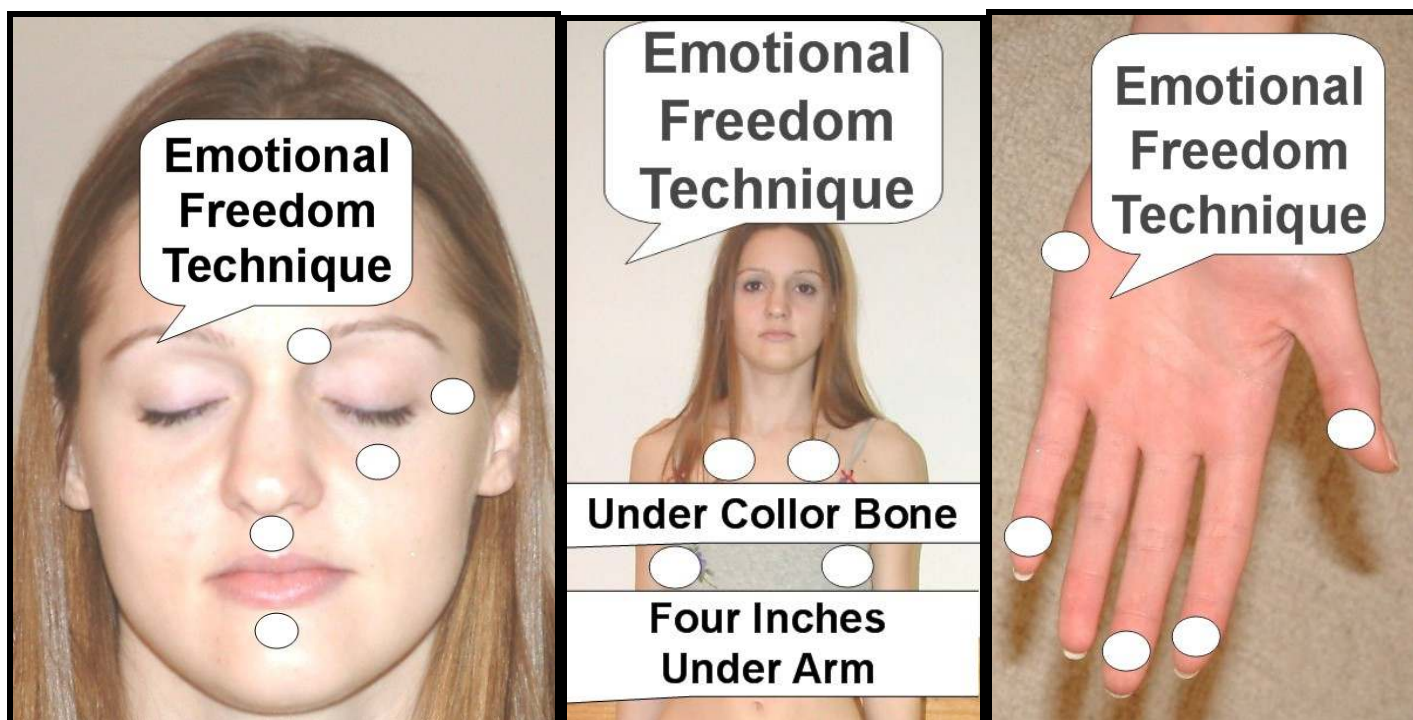 Emotional
Freedom
Technique
Emotional
Freedom
Technique
Under Collor Bone
Four Inches
Under Arm
Emotional
Freedom
Technique